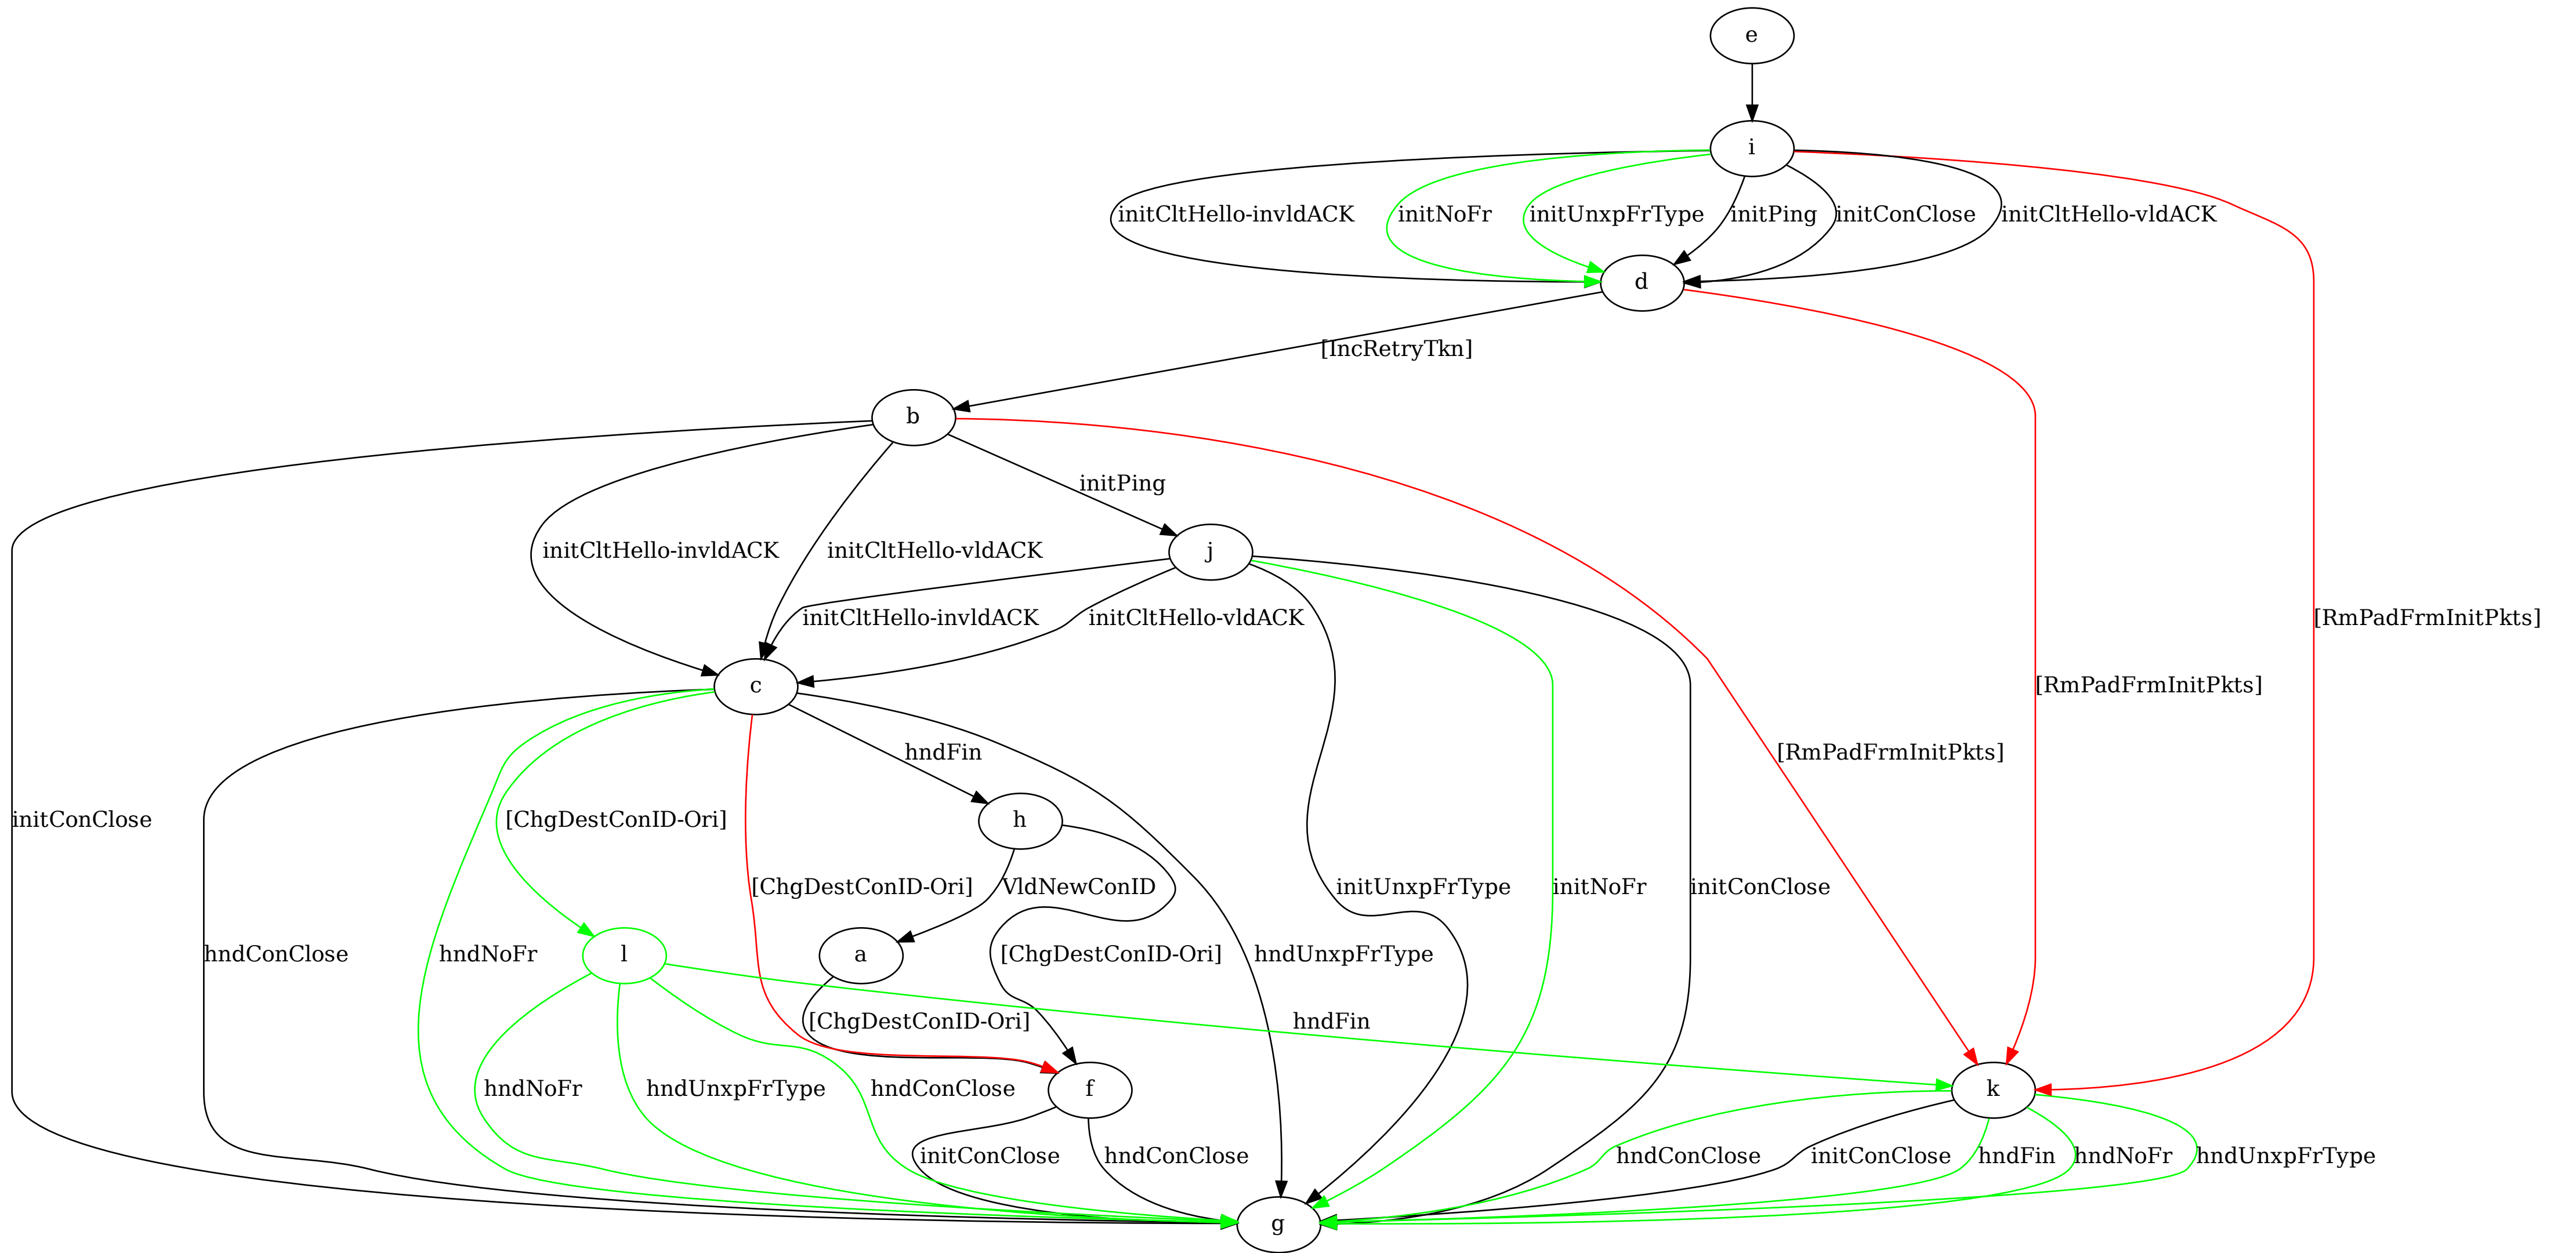 e
i
initCltHello-invldACK
initNoFr
initUnxpFrType
initPing
initConClose
initCltHello-vldACK
d
[IncRetryTkn]
b
initPing
initCltHello-invldACK
initCltHello-vldACK
j
initCltHello-invldACK
initCltHello-vldACK
[RmPadFrmInitPkts]
c
[RmPadFrmInitPkts]
hndFin
[RmPadFrmInitPkts]
initConClose
[ChgDestConID-Ori]
h
[ChgDestConID-Ori]
VldNewConID
initUnxpFrType
initNoFr
initConClose
hndConClose
hndNoFr
l
a
[ChgDestConID-Ori]
hndUnxpFrType
[ChgDestConID-Ori]
hndFin
hndNoFr
hndUnxpFrType
hndConClose
f
k
initConClose
hndConClose
hndConClose
initConClose
hndFin
hndNoFr
hndUnxpFrType
g